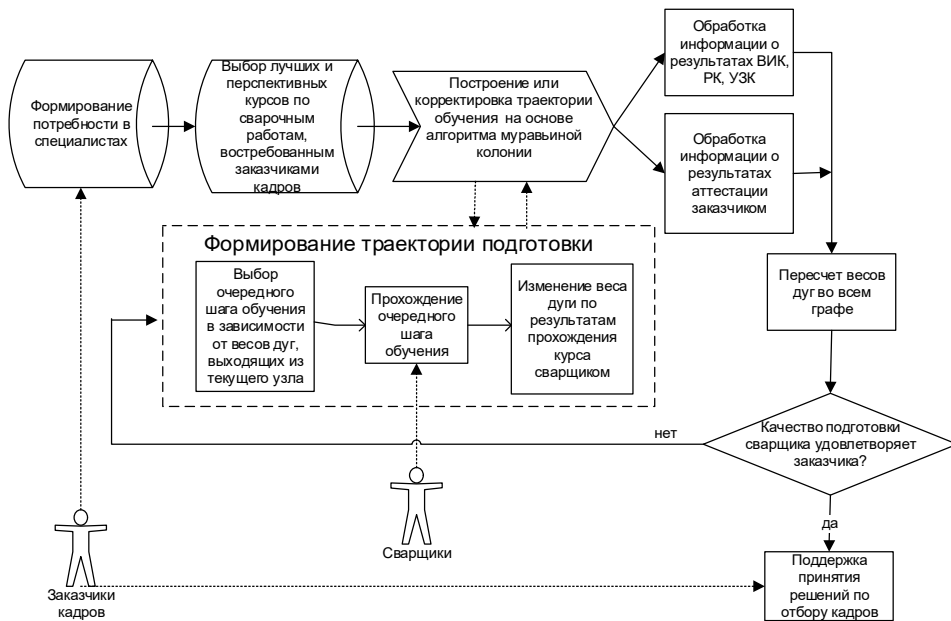 Формирование
потребности в
специалистах
Выбор лучших и
перспективных
курсов по
сварочным
работам,
востребованным
заказчиками
кадров
Построение или
корректировка траектории
обучения на основе
алгоритма муравьиной
колонии
Обработка
информации о
результатах ВИК,
РК, УЗК
Обработка
информации о
результатах
аттестации
заказчиком
Формирование траектории подготовки
Выбор
очередного
шага обучения
в зависимости
от весов дуг,
выходящих из
текущего узла
Прохождение
очередного
шага
обучения
Изменение веса
дуги по
результатам
прохождения
курса
сварщиком
Пересчет весов
дуг во всем
графе
Качество подготовки
сварщика удовлетворяет
заказчика?
нет
да
Сварщики
Заказчики
кадров
Поддержка
принятия
решений по
отбору кадров